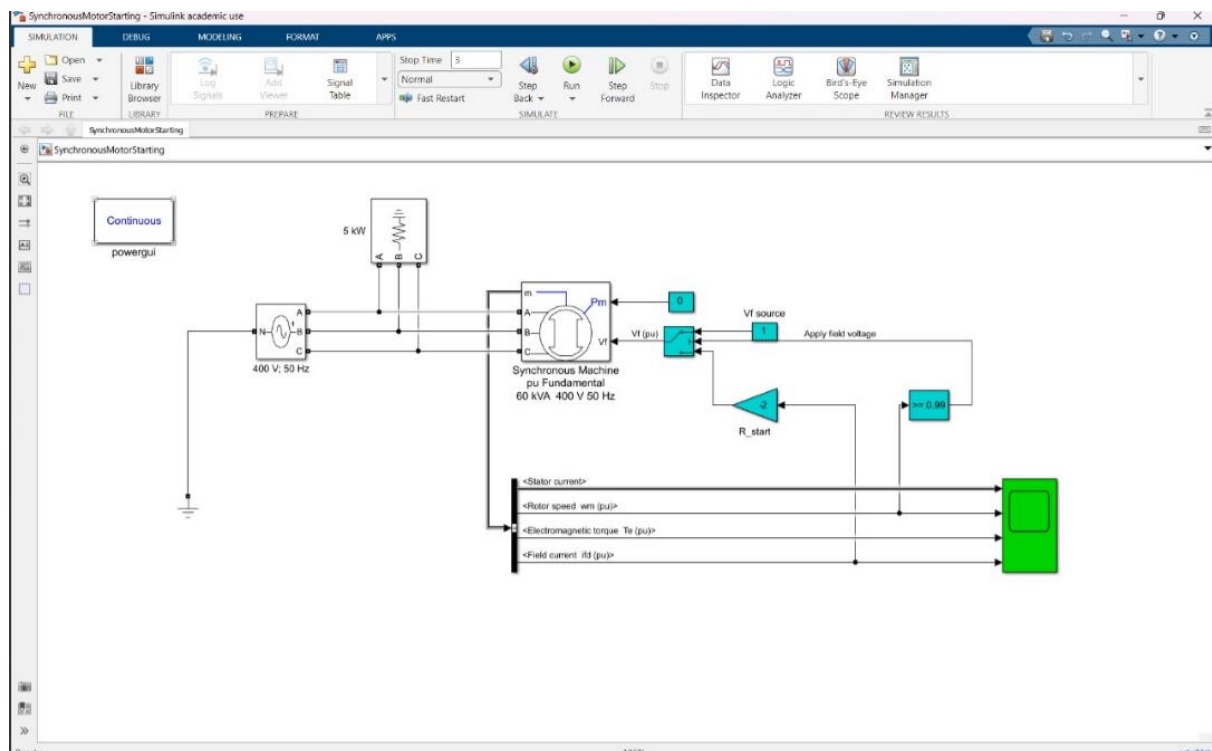 SynchronousMotorStarting - Simulink academic use
SIMULATION DEBUG MODELING FORMAT APPS
New
Open
Save
Print
FILE
Library Browser
LIBRARY
Log Signals
Add Viewer
Signal Table
PREPARE
Stop Time 3
Normal
Fast Restart
Step Back
Run
Step Forward
Stop
SIMULATE
Data Inspector
Logic Analyzer
Bird's-Eye Scope
Simulation Manager
REVIEW RESULTS
SynchronousMotorStarting
SynchronousMotorStarting
Continuous
powergui
5 kW
A B C
N A B C
400 V; 50 Hz
m
A
B
C
Pm
Vf
Synchronous Machine
pu Fundamental
60 kVA 400 V 50 Hz
0
Vf (pu)
Vf source
1
Apply field voltage
-2
R_start
>= 0.99
<Stator current>
<Rotor speed wm (pu)>
<Electromagnetic torque Te (pu)>
<Field current ifd (pu)>